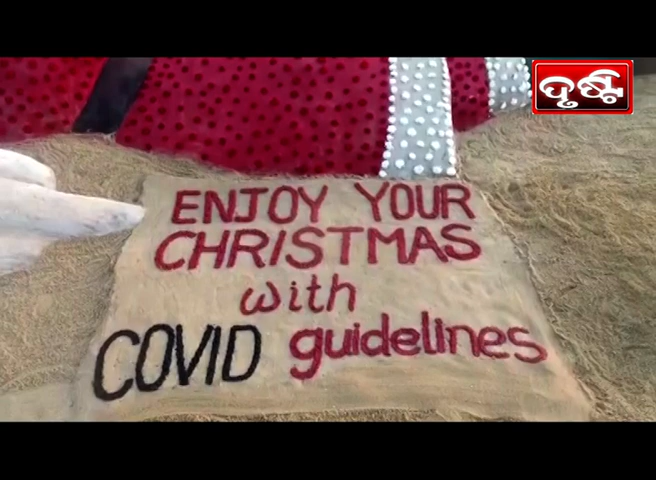 ଦୃଷ୍ଟି
ENJOY YOUR
CHRISTMAS
with
COVID guidelines